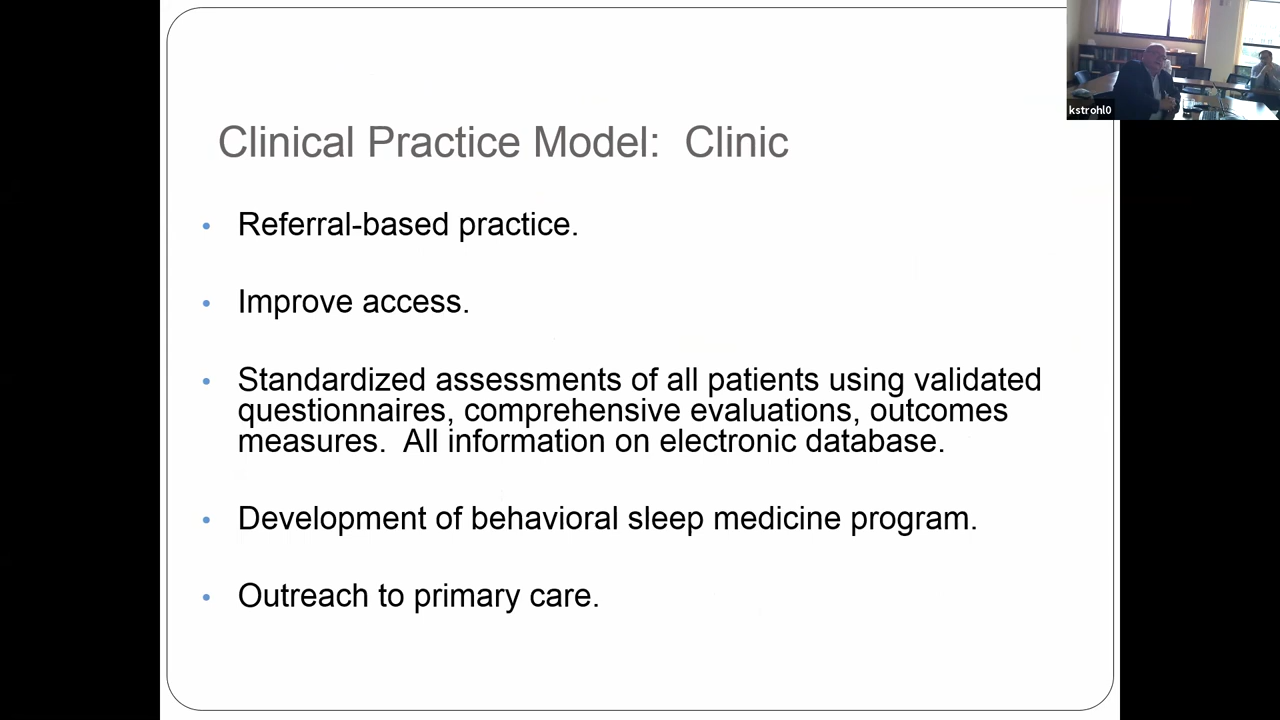 Clinical Practice Model:  Clinic
• Referral-based practice.
• Improve access.
• Standardized assessments of all patients using validated
questionnaires, comprehensive evaluations, outcomes
measures.  All information on electronic database.
• Development of behavioral sleep medicine program.
• Outreach to primary care.
kstrohl0